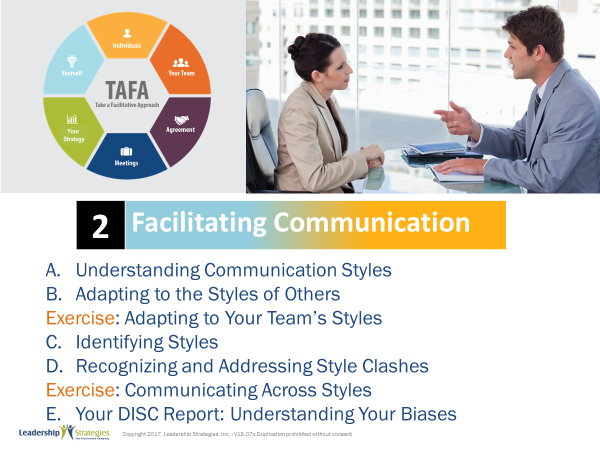 Individuals
Yourself
Your Team
TAFA
Take a Facilitative Approach
Your
Strategy
Agreement
Meetings
2 Facilitating Communication
A. Understanding Communication Styles
B. Adapting to the Styles of Others
Exercise: Adapting to Your Team's Styles
C. Identifying Styles
D. Recognizing and Addressing Style Clashes
Exercise: Communicating Across Styles
E. Your DISC Report: Understanding Your Biases
Leadership Strategies
The Facilitation Company
Copyright 2017, Leadership Strategies, Inc. - V15.07c Duplication prohibited without consent